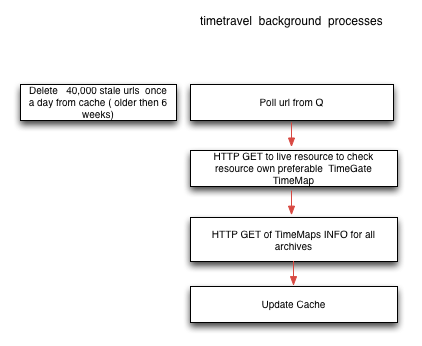 timetravel background processes
Delete 40,000 stale urls once
a day from cache ( older then 6
weeks)
Poll url from Q
HTTP GET to live resource to check
resource own preferable TimeGate
TimeMap
HTTP GET of TimeMaps INFO for all
archives
Update Cache